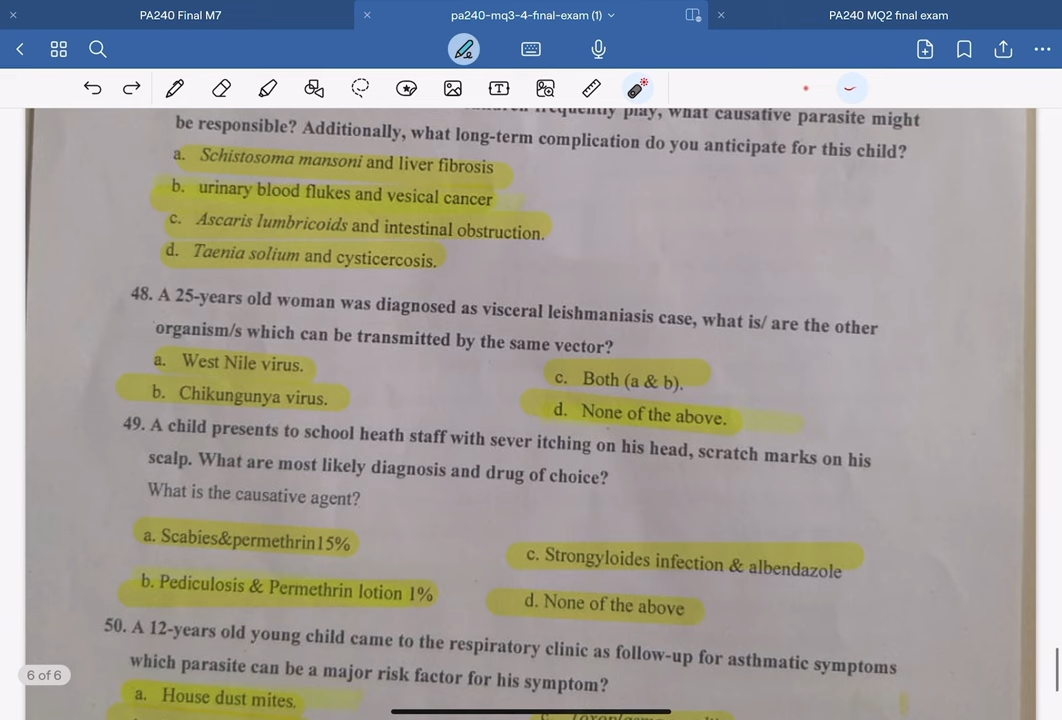 PA240 Final M7
pa240-mq3-4-final-exam (1)
PA240 MQ2 final exam
frequently play, what causative parasite might
be responsible? Additionally, what long-term complication do you anticipate for this child?
a. Schistosoma mansoni and liver fibrosis
b. urinary blood flukes and vesical cancer
c. Ascaris lumbricoids and intestinal obstruction.
d. Taenia solium and cysticercosis.
48. A 25-years old woman was diagnosed as visceral leishmaniasis case, what is/ are the other
organism/s which can be transmitted by the same vector?
a. West Nile virus.
c. Both (a & b).
b. Chikungunya virus.
d. None of the above.
49. A child presents to school heath staff with sever itching on his head, scratch marks on his
scalp. What are most likely diagnosis and drug of choice?
What is the causative agent?
a. Scabies&permethrin15%
c. Strongyloides infection & albendazole
b. Pediculosis & Permethrin lotion 1%
d. None of the above
50. A 12-years old young child came to the respiratory clinic as follow-up for asthmatic symptoms
which parasite can be a major risk factor for his symptom?
6 of 6
a. House dust mites.